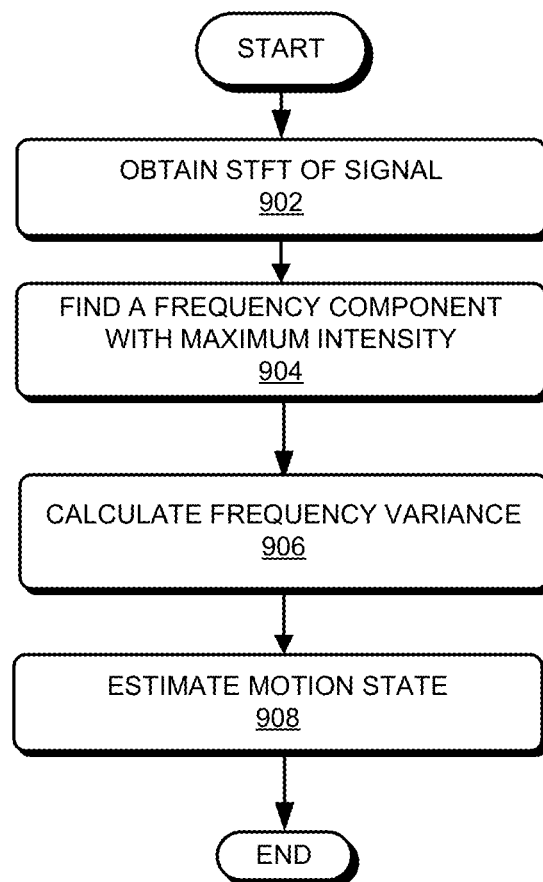 START
OBTAIN STFT OF SIGNAL
902
FIND A FREQUENCY COMPONENT
WITH MAXIMUM INTENSITY
904
CALCULATE FREQUENCY VARIANCE
906
ESTIMATE MOTION STATE
908
END